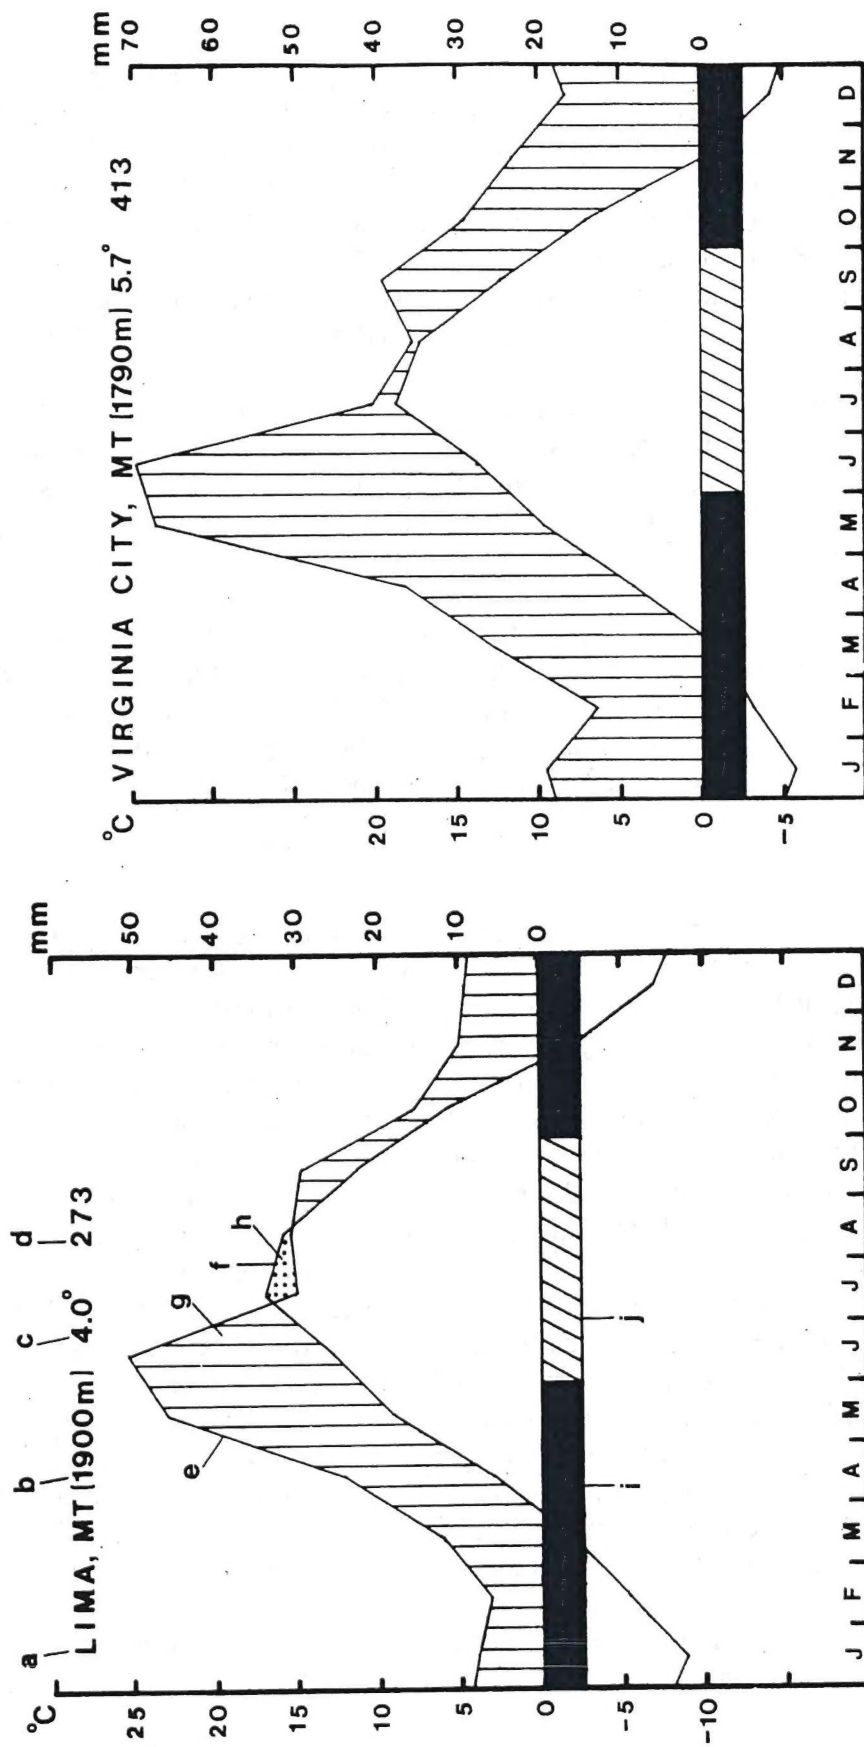 a b c d
LIMA, MT (1900m) 4.0° 273
°C
mm
50
40
30
20
10
0
20
15
10
5
0
-5
-10
e
g
f
h
i
j
J F M A M J J A S O N D
VIRGINIA CITY, MT (1790m) 5.7° 413
°C
mm
70
60
50
40
30
20
10
0
20
15
10
5
0
-5
J F M A M J J A S O N D